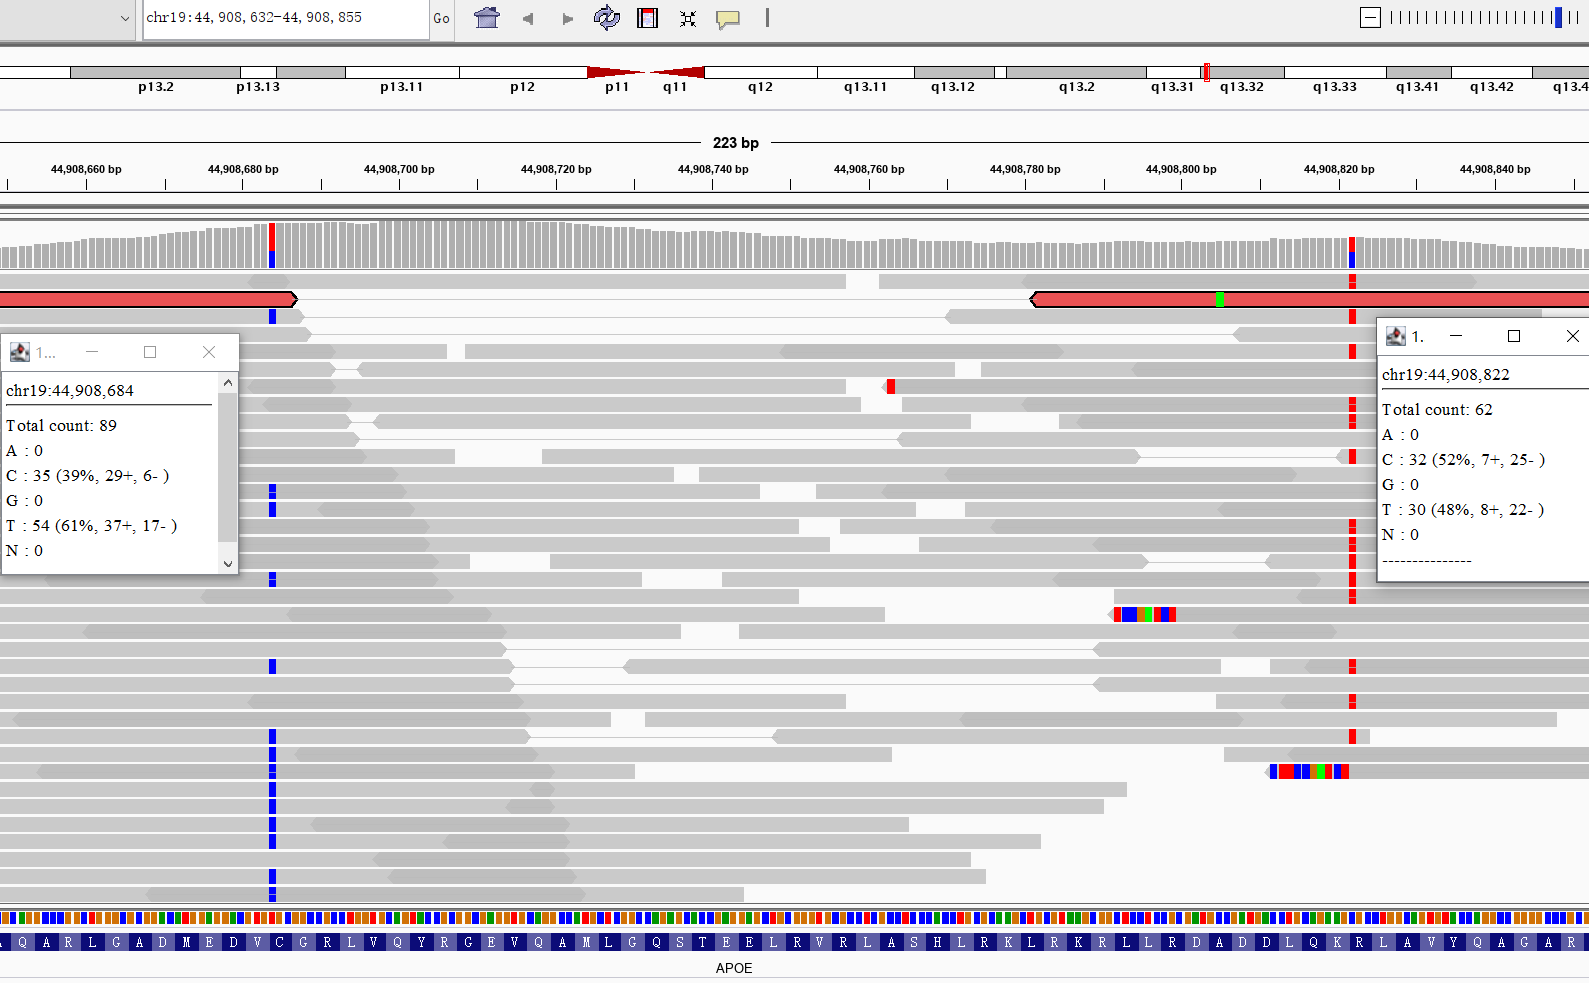 chr19:44,908,632-44,908,855 Go
p13.2 p13.13 p13.11 p12 p11 q11 q12 q13.11 q13.12 q13.2 q13.31 q13.32 q13.33 q13.41 q13.42 q13.4
223 bp
44,908,660 bp 44,908,680 bp 44,908,700 bp 44,908,720 bp 44,908,740 bp 44,908,760 bp 44,908,780 bp 44,908,800 bp 44,908,820 bp 44,908,840 bp
1...
chr19:44,908,684
Total count: 89
A : 0
C : 35 (39%, 29+, 6- )
G : 0
T : 54 (61%, 37+, 17- )
N : 0
1.
chr19:44,908,822
Total count: 62
A : 0
C : 32 (52%, 7+, 25- )
G : 0
T : 30 (48%, 8+, 22- )
N : 0
---------------
Q A R L G A D M E D V C G R L V Q Y R G E V Q A M L G Q S T E E L R V R L A S H L R K L R K R L L R D A D D L Q K R L A V Y Q A G A R
APOE